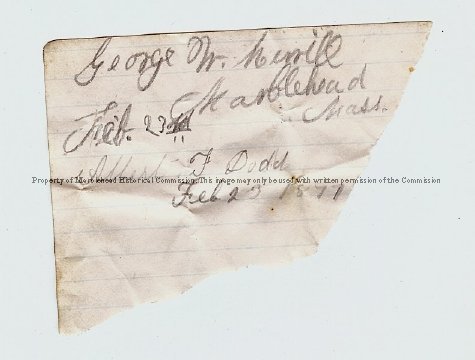 George W. Merrill
Marblehead
Mass.
Feb. 23rd
Albert F Dodd
Property of Marblehead Historical Commission. This image may only be used with written permission of the Commission
Feb 23 1871